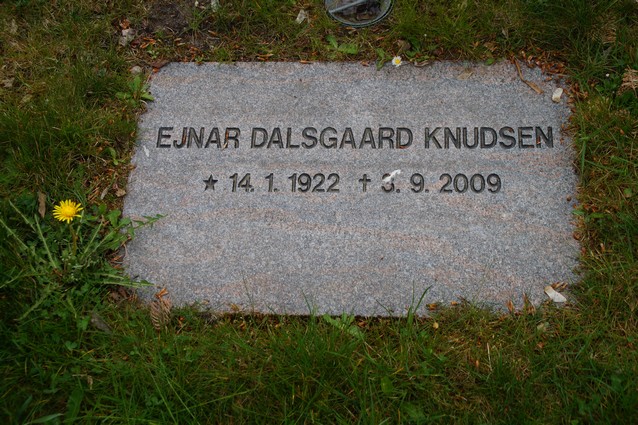 EJNAR DALSGAARD KNUDSEN
★ 14. 1. 1922 ✝ 3. 9. 2009